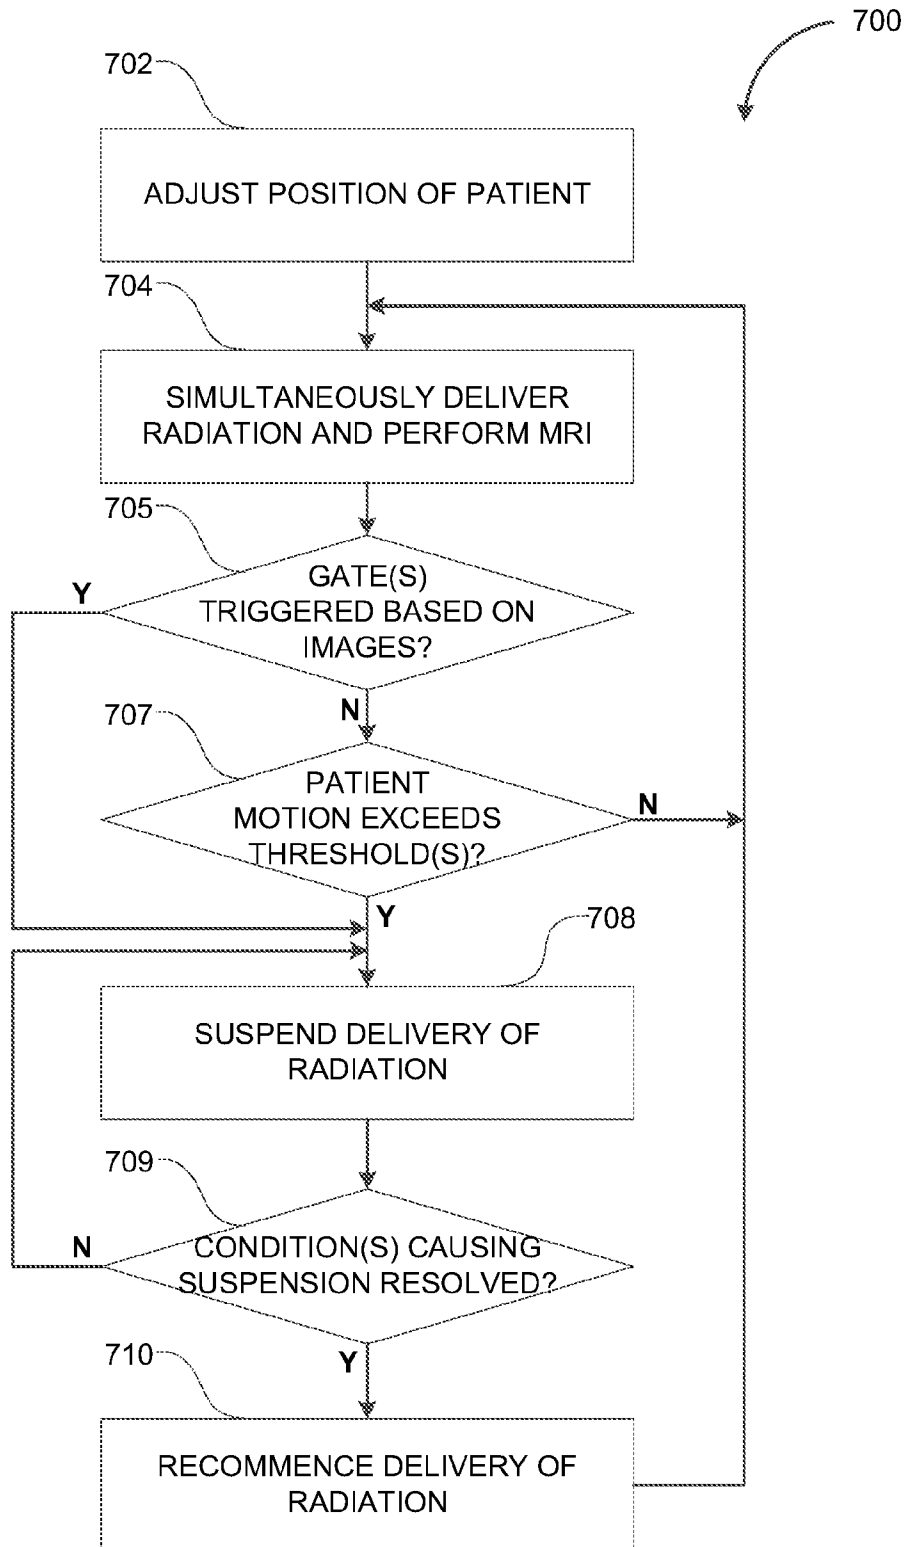 700
702
ADJUST POSITION OF PATIENT
704
SIMULTANEOUSLY DELIVER
RADIATION AND PERFORM MRI
705
GATE(S)
TRIGGERED BASED ON
IMAGES?
Y
N
707
PATIENT
MOTION EXCEEDS
THRESHOLD(S)?
N
Y
708
SUSPEND DELIVERY OF
RADIATION
709
CONDITION(S) CAUSING
SUSPENSION RESOLVED?
N
Y
710
RECOMMENCE DELIVERY OF
RADIATION